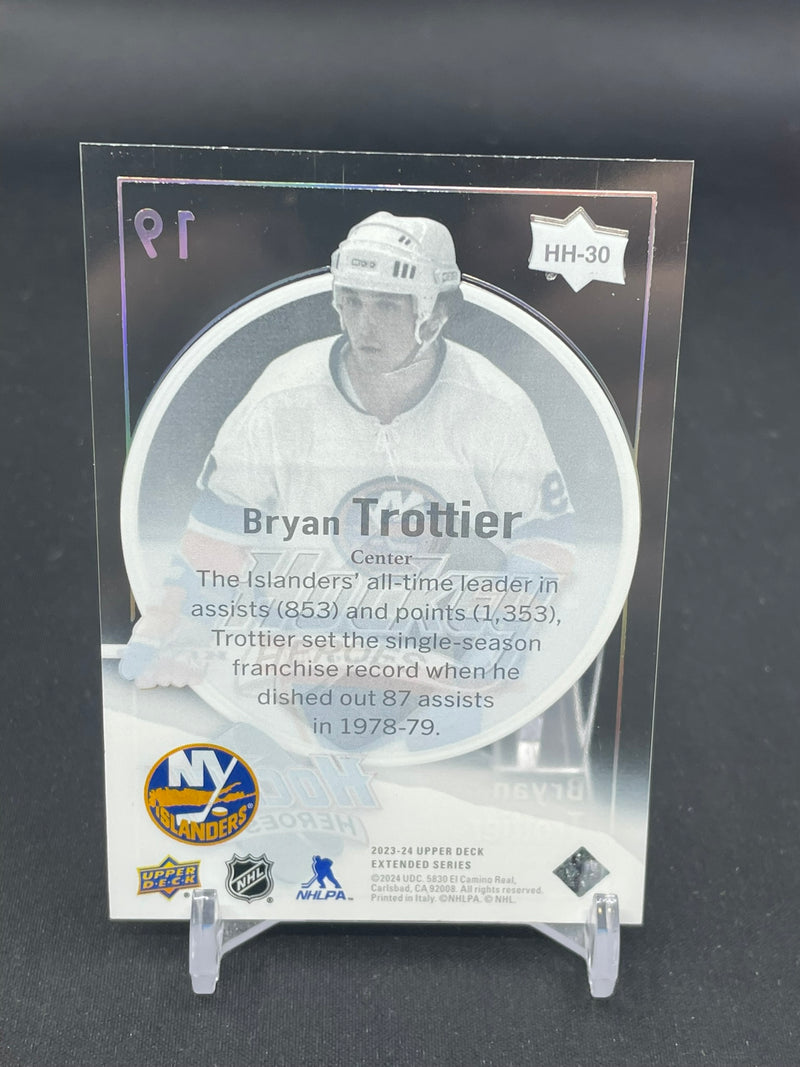 19
HH-30
Bryan Trottier
Center
The Islanders' all-time leader in
assists (853) and points (1,353),
Trottier set the single-season
franchise record when he
dished out 87 assists
in 1978-79.
Hockey
HEROES
Bryan
NY
ISLANDERS
2023-24 UPPER DECK
EXTENDED SERIES
©2024 UDC. 5830 El Camino Real,
Carlsbad, CA 92008. All rights reserved.
Printed in Italy. ©NHLPA. © NHL.
UPPER
D·E·C·K
NHL
NHLPA